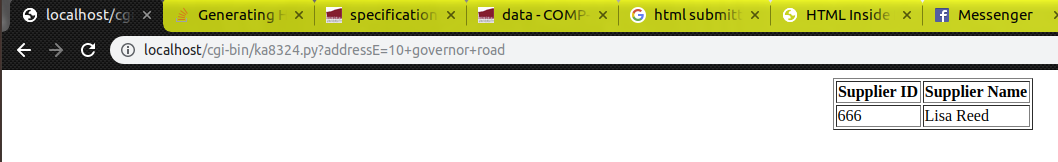 localhost/cg
Generating H
specification
data - COMP-
html submitt
HTML Inside
Messenger
localhost/cgi-bin/ka8324.py?addressE=10+governor+road
Supplier ID Supplier Name
666 Lisa Reed